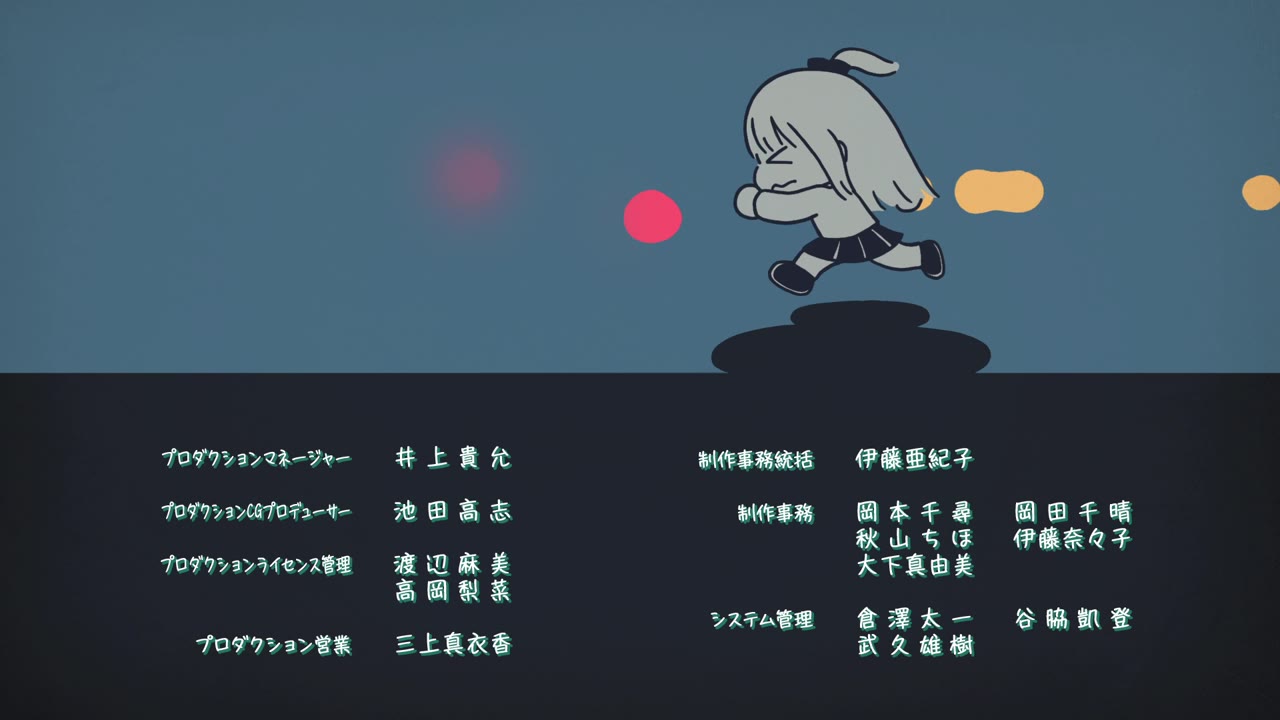 プロダクションマネージャー 井上貴允
プロダクションCGプロデューサー 池田高志
プロダクションライセンス管理 渡辺麻美
高岡梨菜
プロダクション営業 三上真衣香
制作事務統括 伊藤亜紀子
制作事務 岡本千尋 岡田千晴
秋山ちほ 伊藤奈々子
大下真由美
システム管理 倉澤太一 谷脇凱登
武久雄樹